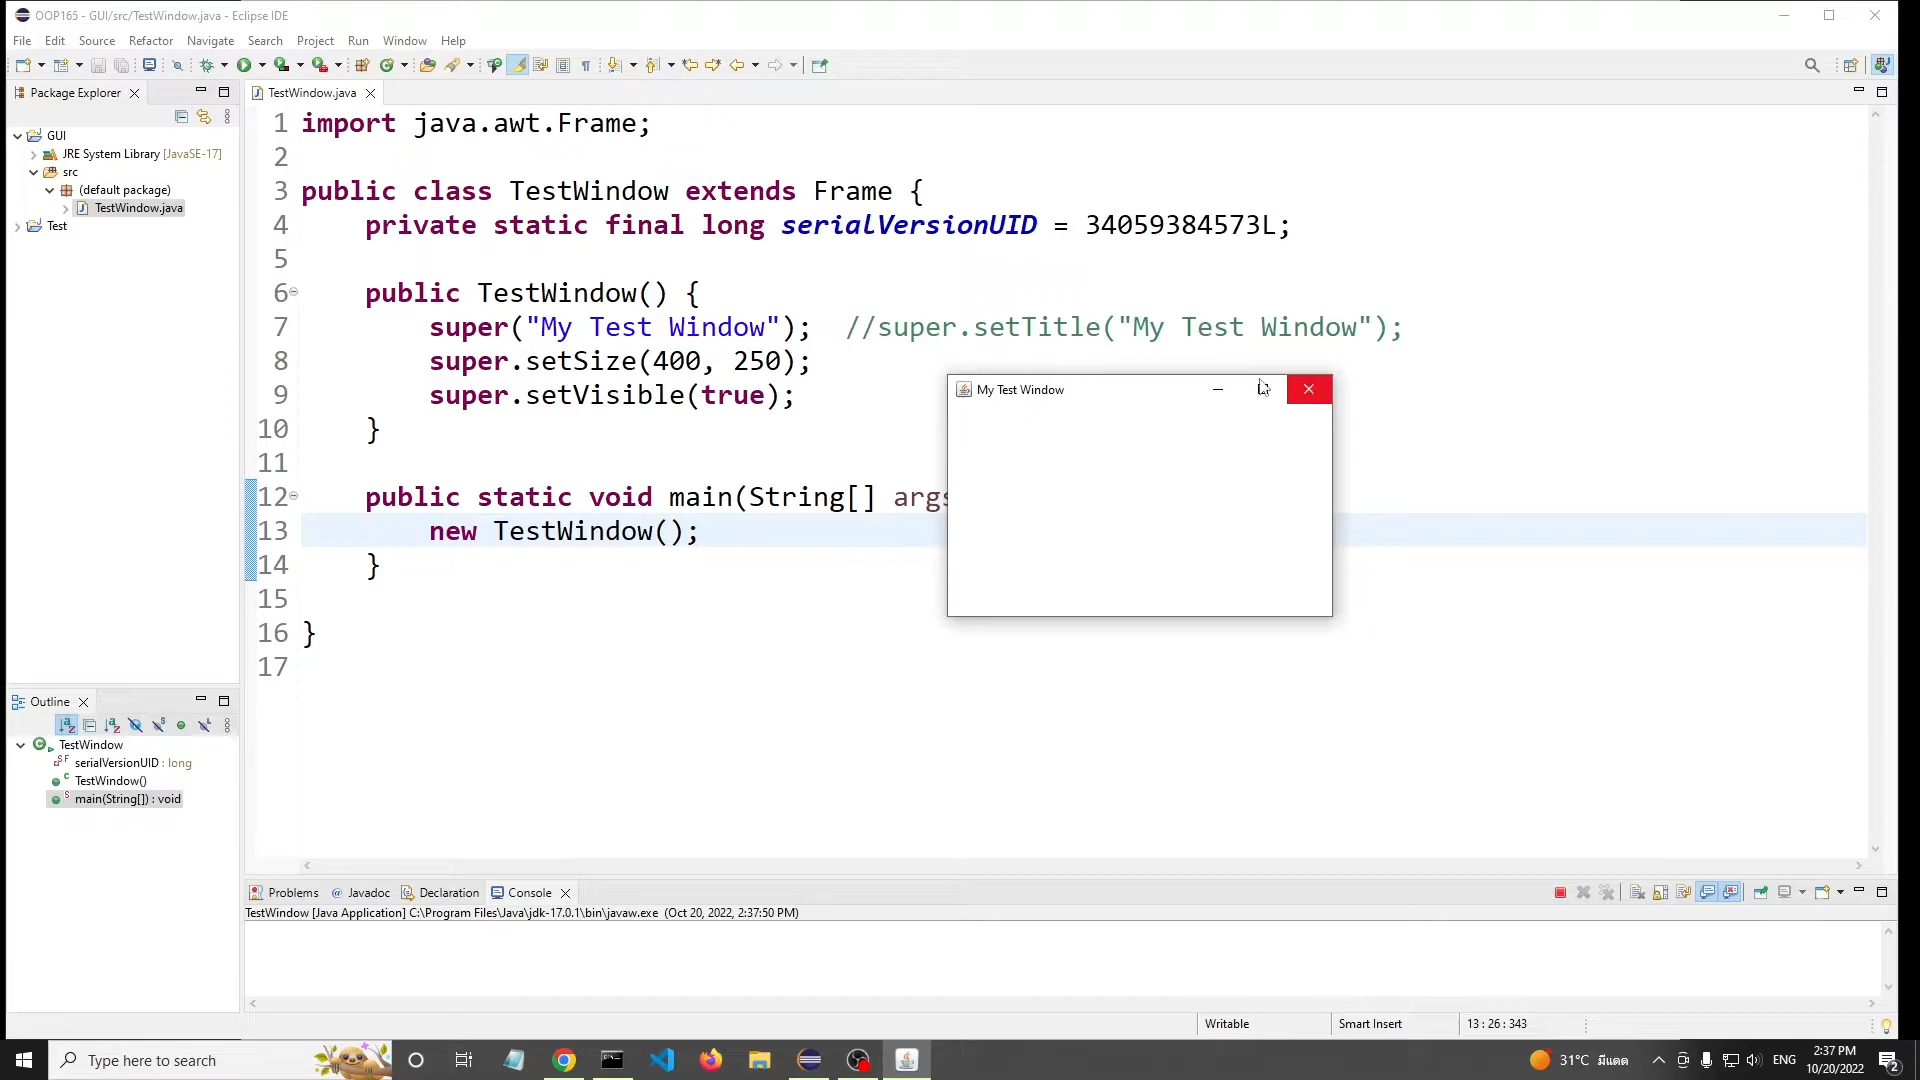 OOP165 - GUI/src/TestWindow.java - Eclipse IDE
File Edit Source Refactor Navigate Search Project Run Window Help
Package Explorer
TestWindow.java
GUI
JRE System Library [JavaSE-17]
src
(default package)
TestWindow.java
Test
1 import java.awt.Frame;
2
3 public class TestWindow extends Frame {
4 private static final long serialVersionUID = 34059384573L;
5
6 public TestWindow() {
7 super("My Test Window"); //super.setTitle("My Test Window");
8 super.setSize(400, 250);
9 super.setVisible(true);
10 }
11
12 public static void main(String[] args
13 new TestWindow();
14 }
15
16 }
17
My Test Window
Outline
TestWindow
serialVersionUID : long
TestWindow()
main(String[]) : void
Problems @ Javadoc Declaration Console
TestWindow [Java Application] C:\Program Files\Java\jdk-17.0.1\bin\javaw.exe (Oct 20, 2022, 2:37:50 PM)
Writable
Smart Insert
13 : 26 : 343
Type here to search
31°C มีแดด
ENG
2:37 PM
10/20/2022
2